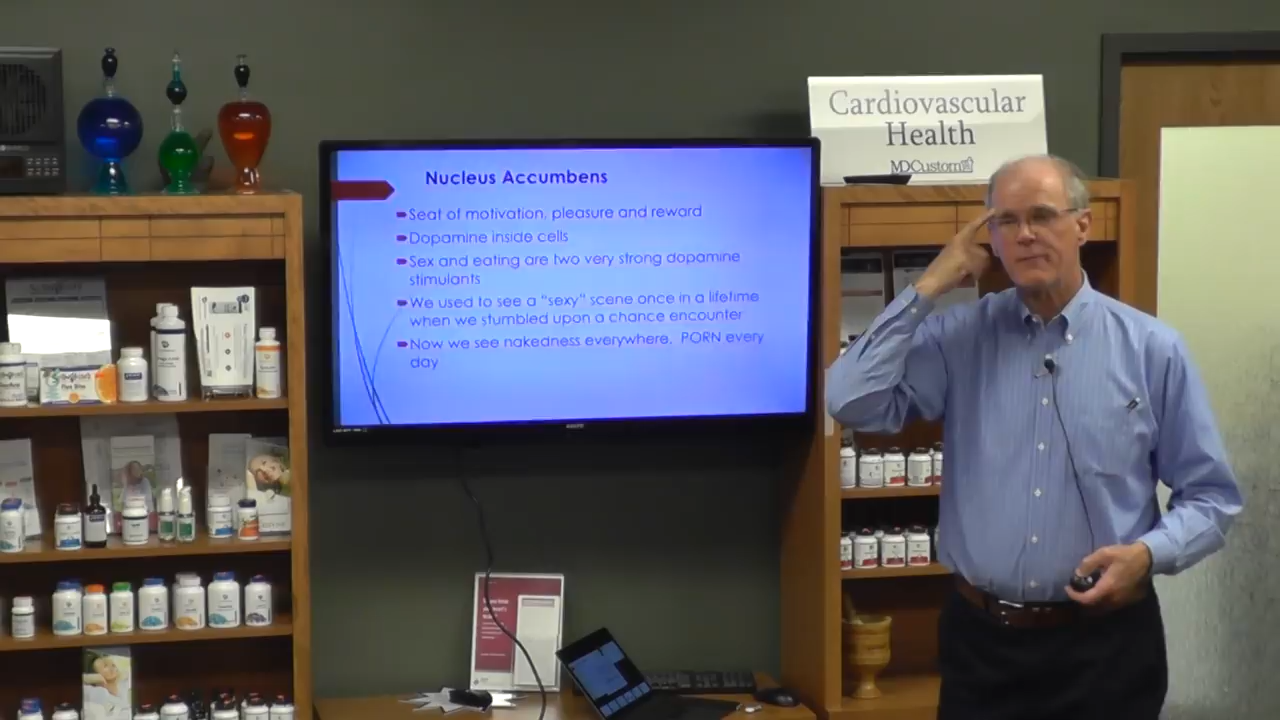 Cardiovascular
Health
MDCustomRx
Nucleus Accumbens
Seat of motivation, pleasure and reward
Dopamine inside cells
Sex and eating are two very strong dopamine
stimulants
We used to see a "sexy" scene once in a lifetime
when we stumbled upon a chance encounter
Now we see nakedness everywhere. PORN every
day